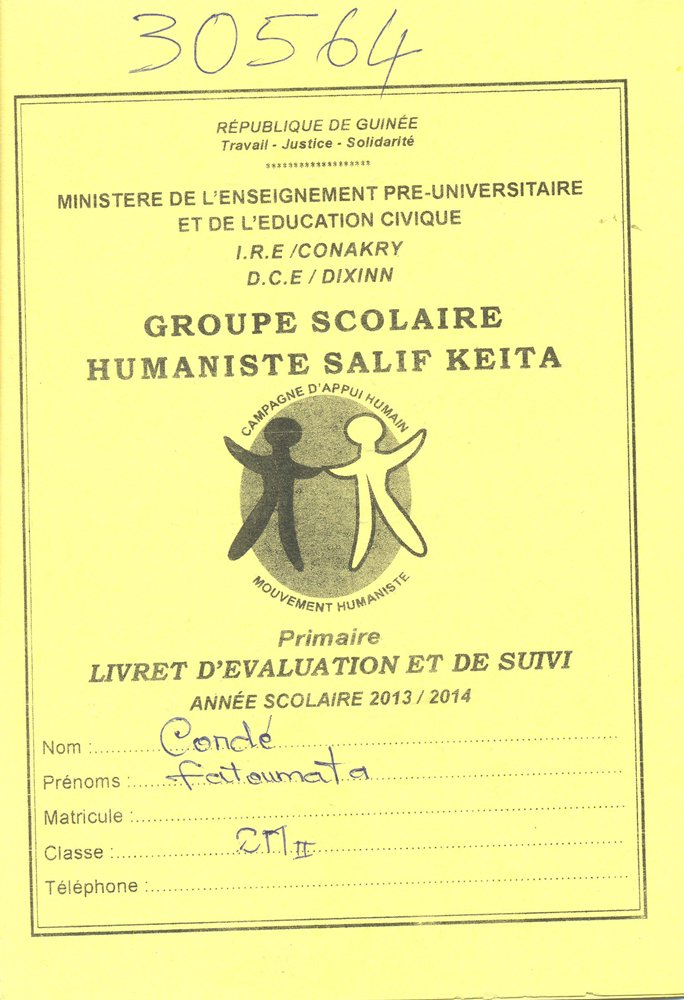 30564
RÉPUBLIQUE DE GUINÉE
Travail - Justice - Solidarité
*******************
MINISTERE DE L'ENSEIGNEMENT PRE-UNIVERSITAIRE
ET DE L'EDUCATION CIVIQUE
I.R.E /CONAKRY
D.C.E / DIXINN
GROUPE SCOLAIRE
HUMANISTE SALIF KEITA
CAMPAGNE D'APPUI HUMAIN
MOUVEMENT HUMANISTE
Primaire
LIVRET D'EVALUATION ET DE SUIVI
ANNÉE SCOLAIRE 2013 / 2014
Nom : Condé
Prénoms : Fatoumata
Matricule :
Classe : CM II
Téléphone :